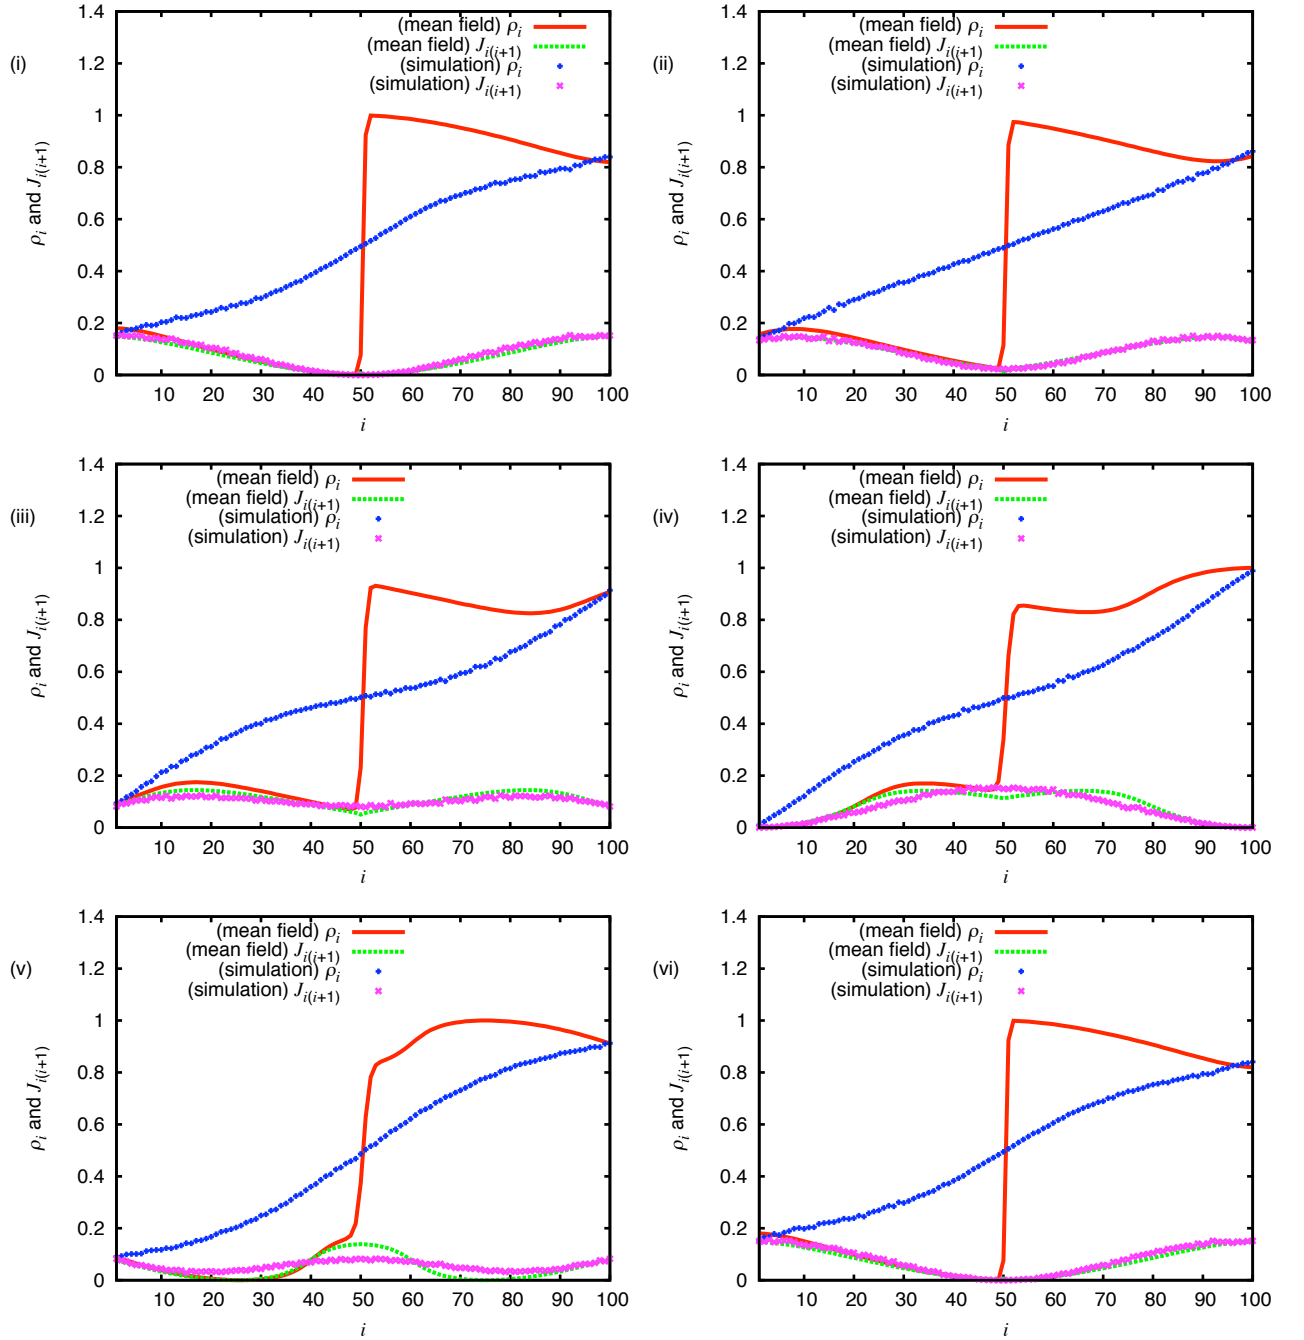 (i)
1.4
1.2
1
0.8
0.6
0.4
0.2
0
ρi and Ji(i+1)
(mean field) ρi
(mean field) Ji(i+1)
(simulation) ρi
(simulation) Ji(i+1)
10 20 30 40 50 60 70 80 90 100
i
(ii)
1.4
1.2
1
0.8
0.6
0.4
0.2
0
ρi and Ji(i+1)
(mean field) ρi
(mean field) Ji(i+1)
(simulation) ρi
(simulation) Ji(i+1)
10 20 30 40 50 60 70 80 90 100
i
(iii)
1.4
1.2
1
0.8
0.6
0.4
0.2
0
ρi and Ji(i+1)
(mean field) ρi
(mean field) Ji(i+1)
(simulation) ρi
(simulation) Ji(i+1)
10 20 30 40 50 60 70 80 90 100
i
(iv)
1.4
1.2
1
0.8
0.6
0.4
0.2
0
ρi and Ji(i+1)
(mean field) ρi
(mean field) Ji(i+1)
(simulation) ρi
(simulation) Ji(i+1)
10 20 30 40 50 60 70 80 90 100
i
(v)
1.4
1.2
1
0.8
0.6
0.4
0.2
0
ρi and Ji(i+1)
(mean field) ρi
(mean field) Ji(i+1)
(simulation) ρi
(simulation) Ji(i+1)
10 20 30 40 50 60 70 80 90 100
i
(vi)
1.4
1.2
1
0.8
0.6
0.4
0.2
0
ρi and Ji(i+1)
(mean field) ρi
(mean field) Ji(i+1)
(simulation) ρi
(simulation) Ji(i+1)
10 20 30 40 50 60 70 80 90 100
i